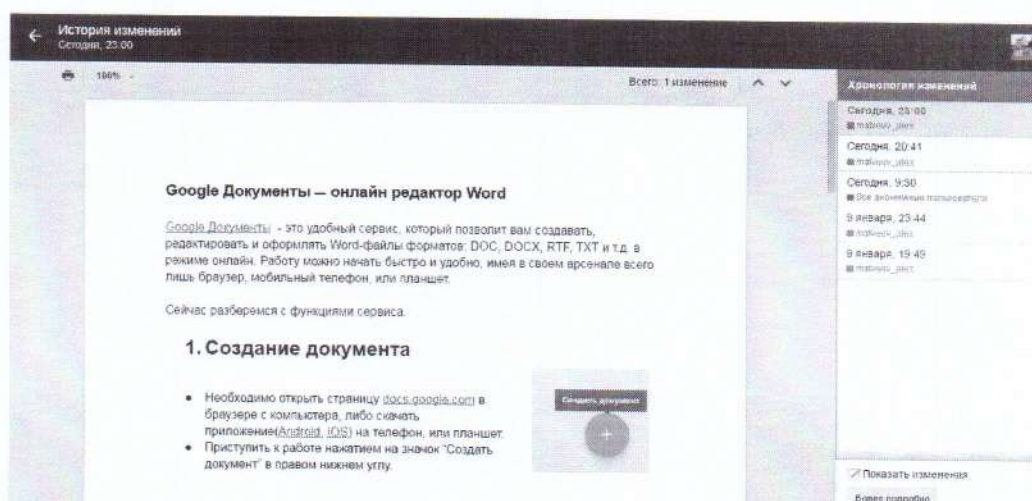 История изменений
Сегодня, 23:00
100%
Всего: 1 изменение
Хронология изменений
Сегодня, 23:00
Сегодня, 20:41
Сегодня, 9:30
Все анонимные пользователи
9 января, 23:44
9 января, 19:49
Google Документы — онлайн редактор Word
Google Документы - это удобный сервис, который позволит вам создавать,
редактировать и оформлять Word-файлы форматов: DOC, DOCX, RTF, TXT и т.д. в
режиме онлайн. Работу можно начать быстро и удобно, имея в своем арсенале всего
лишь браузер, мобильный телефон, или планшет.
Сейчас разберемся с функциями сервиса.
1. Создание документа
• Необходимо открыть страницу docs.google.com в
браузере с компьютера, либо скачать
приложение(Android, iOS) на телефон, или планшет.
• Приступить к работе нажатием на значок "Создать
документ" в правом нижнем углу.
Создать документ
Показать изменения
Более подробно